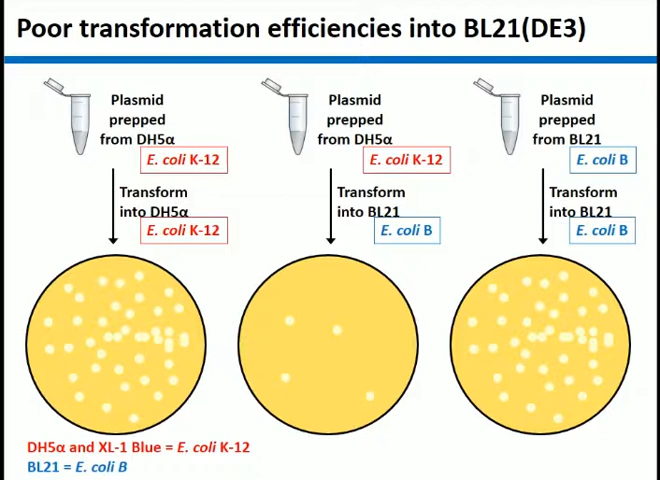 Poor transformation efficiencies into BL21(DE3)
Plasmid
prepped
from DH5α
E. coli K-12
Transform
into DH5α
E. coli K-12
Plasmid
prepped
from DH5α
E. coli K-12
Transform
into BL21
E. coli B
Plasmid
prepped
from BL21
E. coli B
Transform
into BL21
E. coli B
DH5α and XL-1 Blue = E. coli K-12
BL21 = E. coli B